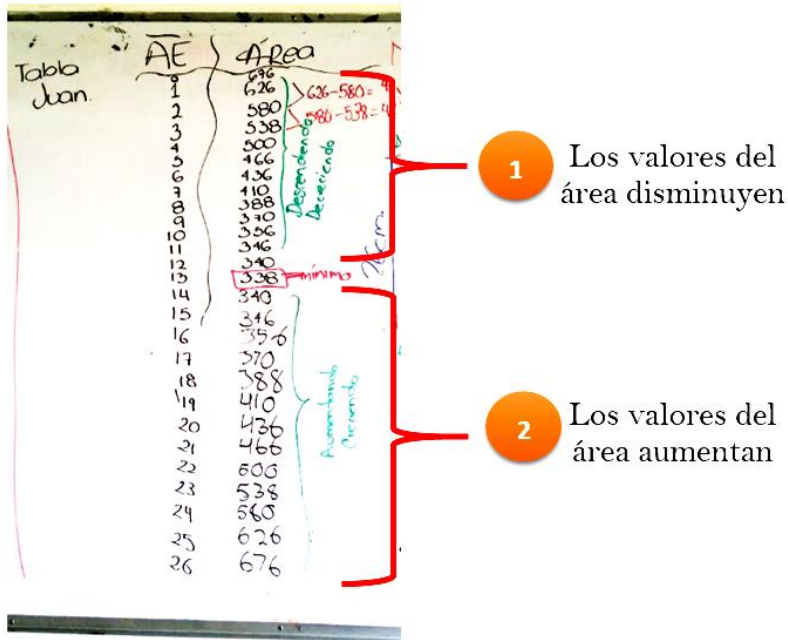 Tabla
Juan.
AE Área
0 676
1 626
2 580
3 538
4 500
5 466
6 436
7 410
8 388
9 370
10 356
11 346
12 340
13 338
14 340
15 346
16 356
17 370
18 388
19 410
20 436
21 466
22 500
23 538
24 580
25 626
26 676
626-580=
580-538=
Descendiendo
Decreciendo
mínimo
Aumentando
Creciendo
1
Los valores del
área disminuyen
2
Los valores del
área aumentan